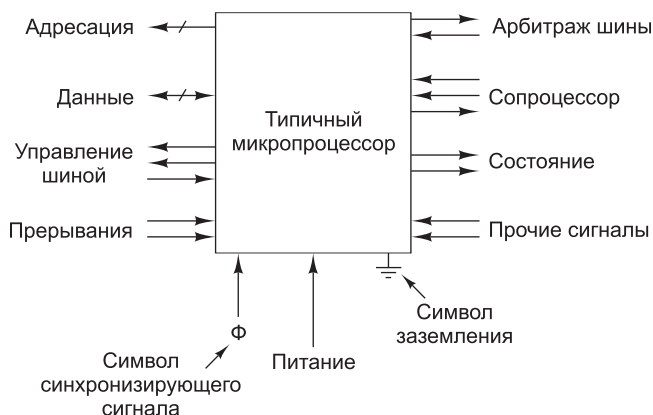 Адресация
Данные
Управление
шиной
Прерывания
Типичный
микропроцессор
Арбитраж шины
Сопроцессор
Состояние
Прочие сигналы
Φ
Символ
синхронизирующего
сигнала
Питание
Символ
заземления